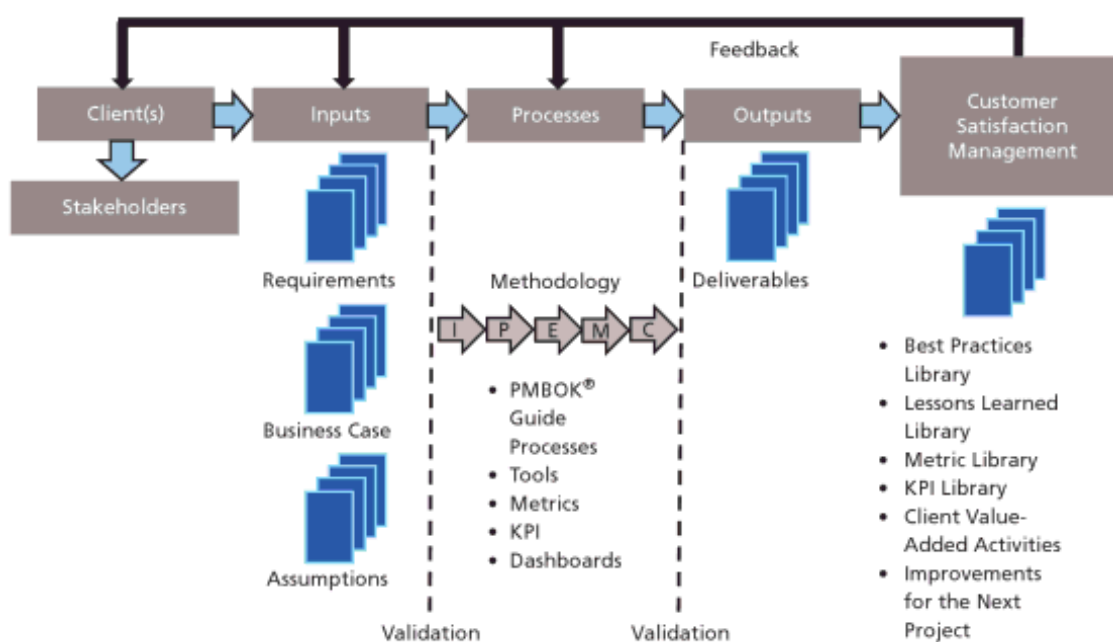 Feedback
Client(s)
Inputs
Processes
Outputs
Customer
Satisfaction
Management
Stakeholders
Requirements
Business Case
Assumptions
Methodology
I P E M C
• PMBOK®
Guide
Processes
• Tools
• Metrics
• KPI
• Dashboards
Deliverables
• Best Practices
Library
• Lessons Learned
Library
• Metric Library
• KPI Library
• Client Value-
Added Activities
• Improvements
for the Next
Project
Validation
Validation